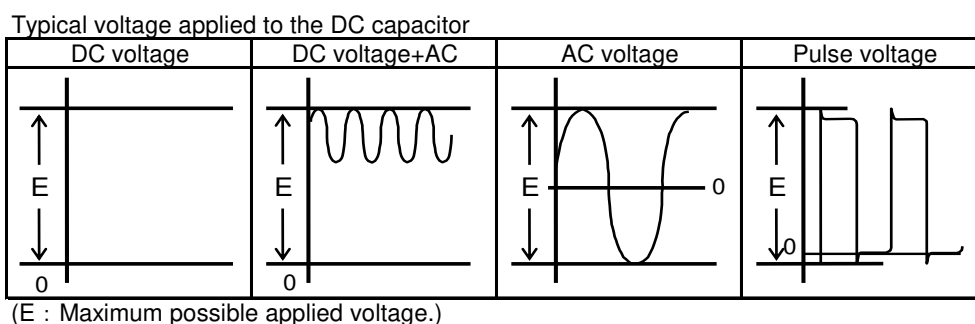 Typical voltage applied to the DC capacitor
DC voltage DC voltage+AC AC voltage Pulse voltage
E E E E
0 0 0 0
(E：Maximum possible applied voltage.)